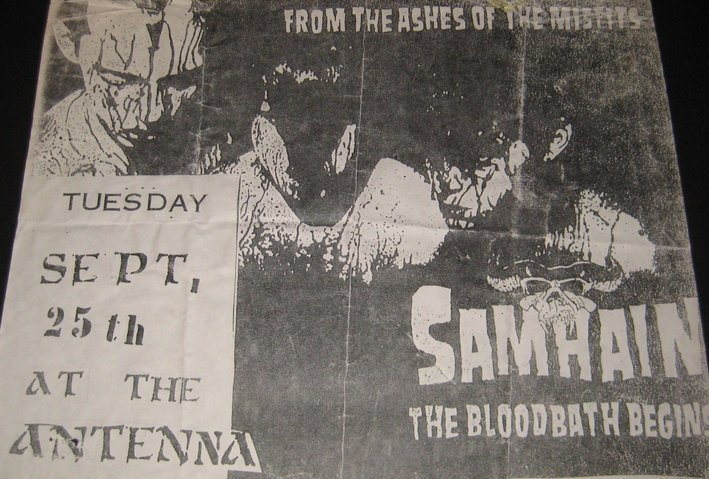 FROM THE ASHES OF THE MISFITS
TUESDAY
SEPT,
25th
AT THE
ANTENNA
SAMHAIN
THE BLOODBATH BEGINS